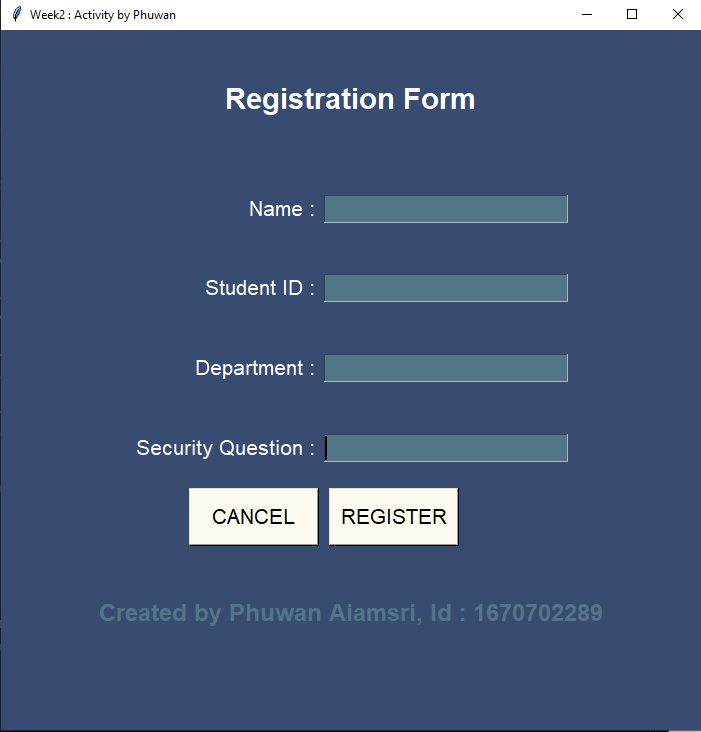 Week2 : Activity by Phuwan
Registration Form
Name :
Student ID :
Department :
Security Question :
CANCEL REGISTER
Created by Phuwan Aiamsri, Id : 1670702289